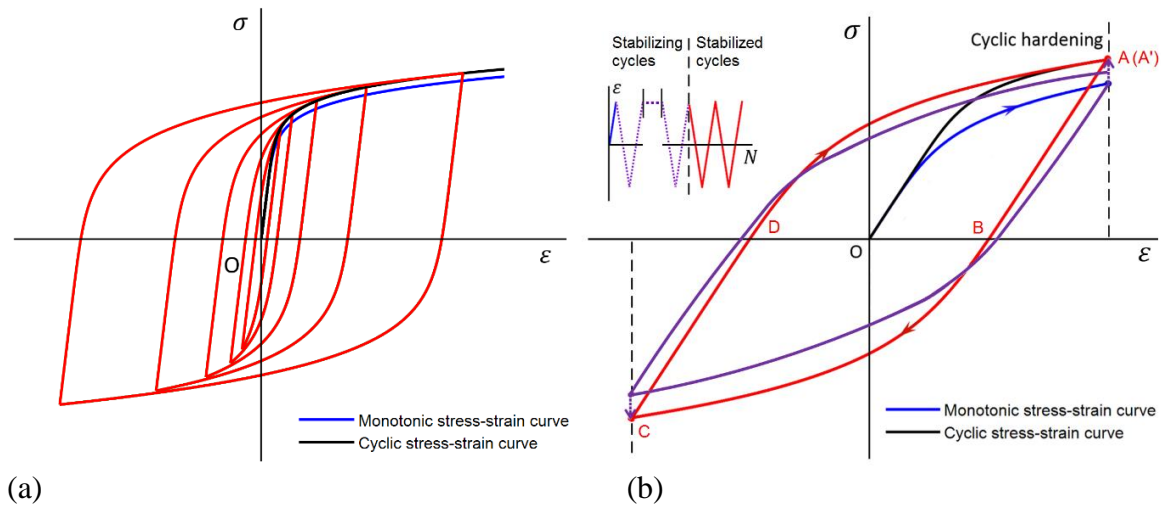 σ
ε
O
Monotonic stress-strain curve
Cyclic stress-strain curve
(a)
σ
Stabilizing cycles
Stabilized cycles
ε
N
Cyclic hardening
A (A')
D
B
O
ε
C
Monotonic stress-strain curve
Cyclic stress-strain curve
(b)